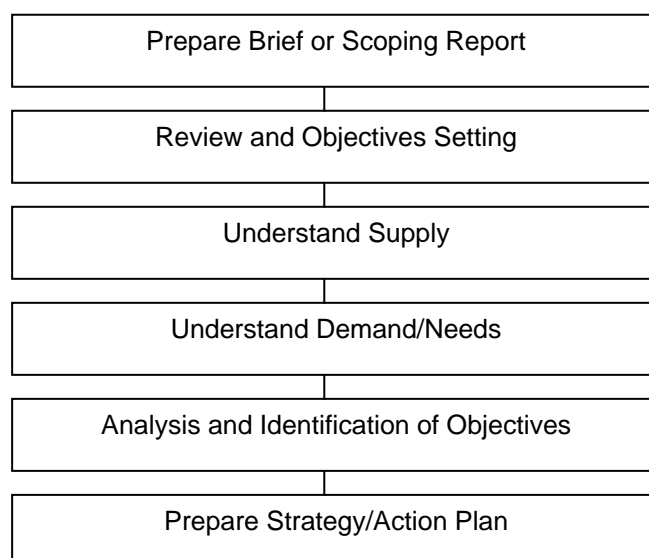 Prepare Brief or Scoping Report
Review and Objectives Setting
Understand Supply
Understand Demand/Needs
Analysis and Identification of Objectives
Prepare Strategy/Action Plan